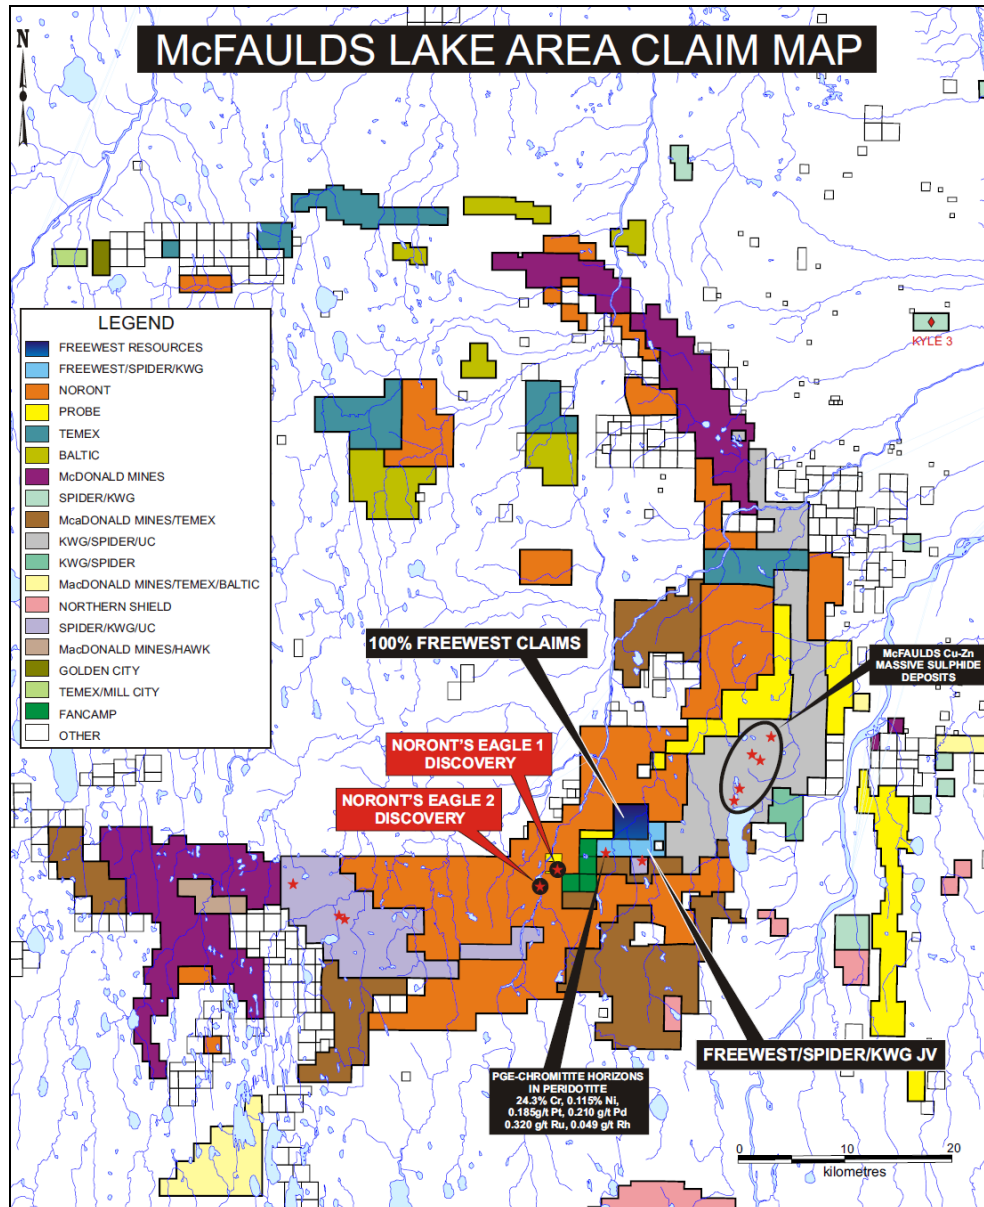 McFAULDS LAKE AREA CLAIM MAP
N
KYLE 3
LEGEND
FREEWEST RESOURCES
FREEWEST/SPIDER/KWG
NORONT
PROBE
TEMEX
BALTIC
McDONALD MINES
SPIDER/KWG
McaDONALD MINES/TEMEX
KWG/SPIDER/UC
KWG/SPIDER
MacDONALD MINES/TEMEX/BALTIC
NORTHERN SHIELD
SPIDER/KWG/UC
MacDONALD MINES/HAWK
GOLDEN CITY
TEMEX/MILL CITY
FANCAMP
OTHER
100% FREEWEST CLAIMS
McFAULDS Cu-Zn
MASSIVE SULPHIDE
DEPOSITS
NORONT'S EAGLE 1
DISCOVERY
NORONT'S EAGLE 2
DISCOVERY
FREEWEST/SPIDER/KWG JV
PGE-CHROMITITE HORIZONS
IN PERIDOTITE
24.3% Cr, 0.115% Ni,
0.185g/t Pt, 0.210 g/t Pd
0.320 g/t Ru, 0.049 g/t Rh
0 10 20
kilometres